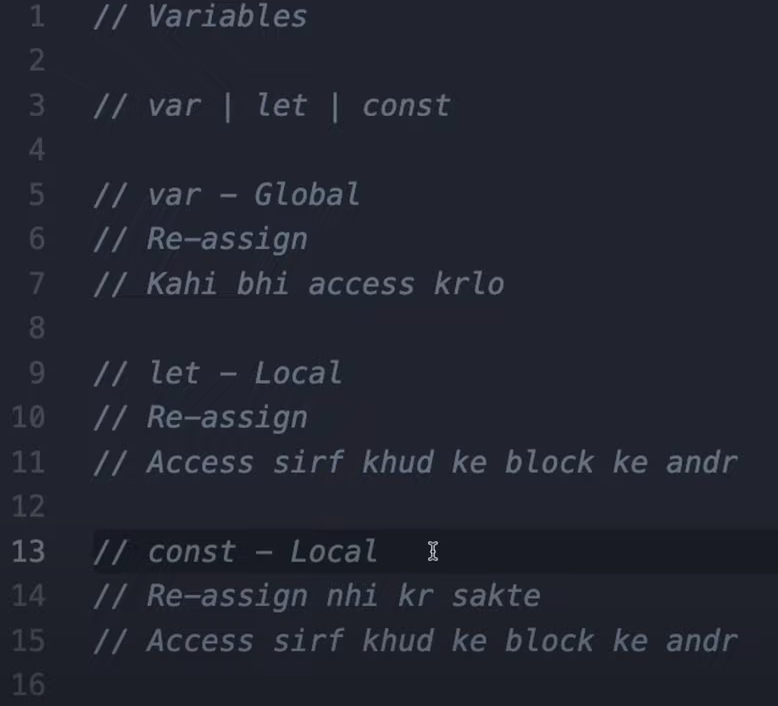 1 // Variables
2
3 // var | let | const
4
5 // var – Global
6 // Re–assign
7 // Kahi bhi access krlo
8
9 // let – Local
10 // Re–assign
11 // Access sirf khud ke block ke andr
12
13 // const – Local
14 // Re–assign nhi kr sakte
15 // Access sirf khud ke block ke andr
16